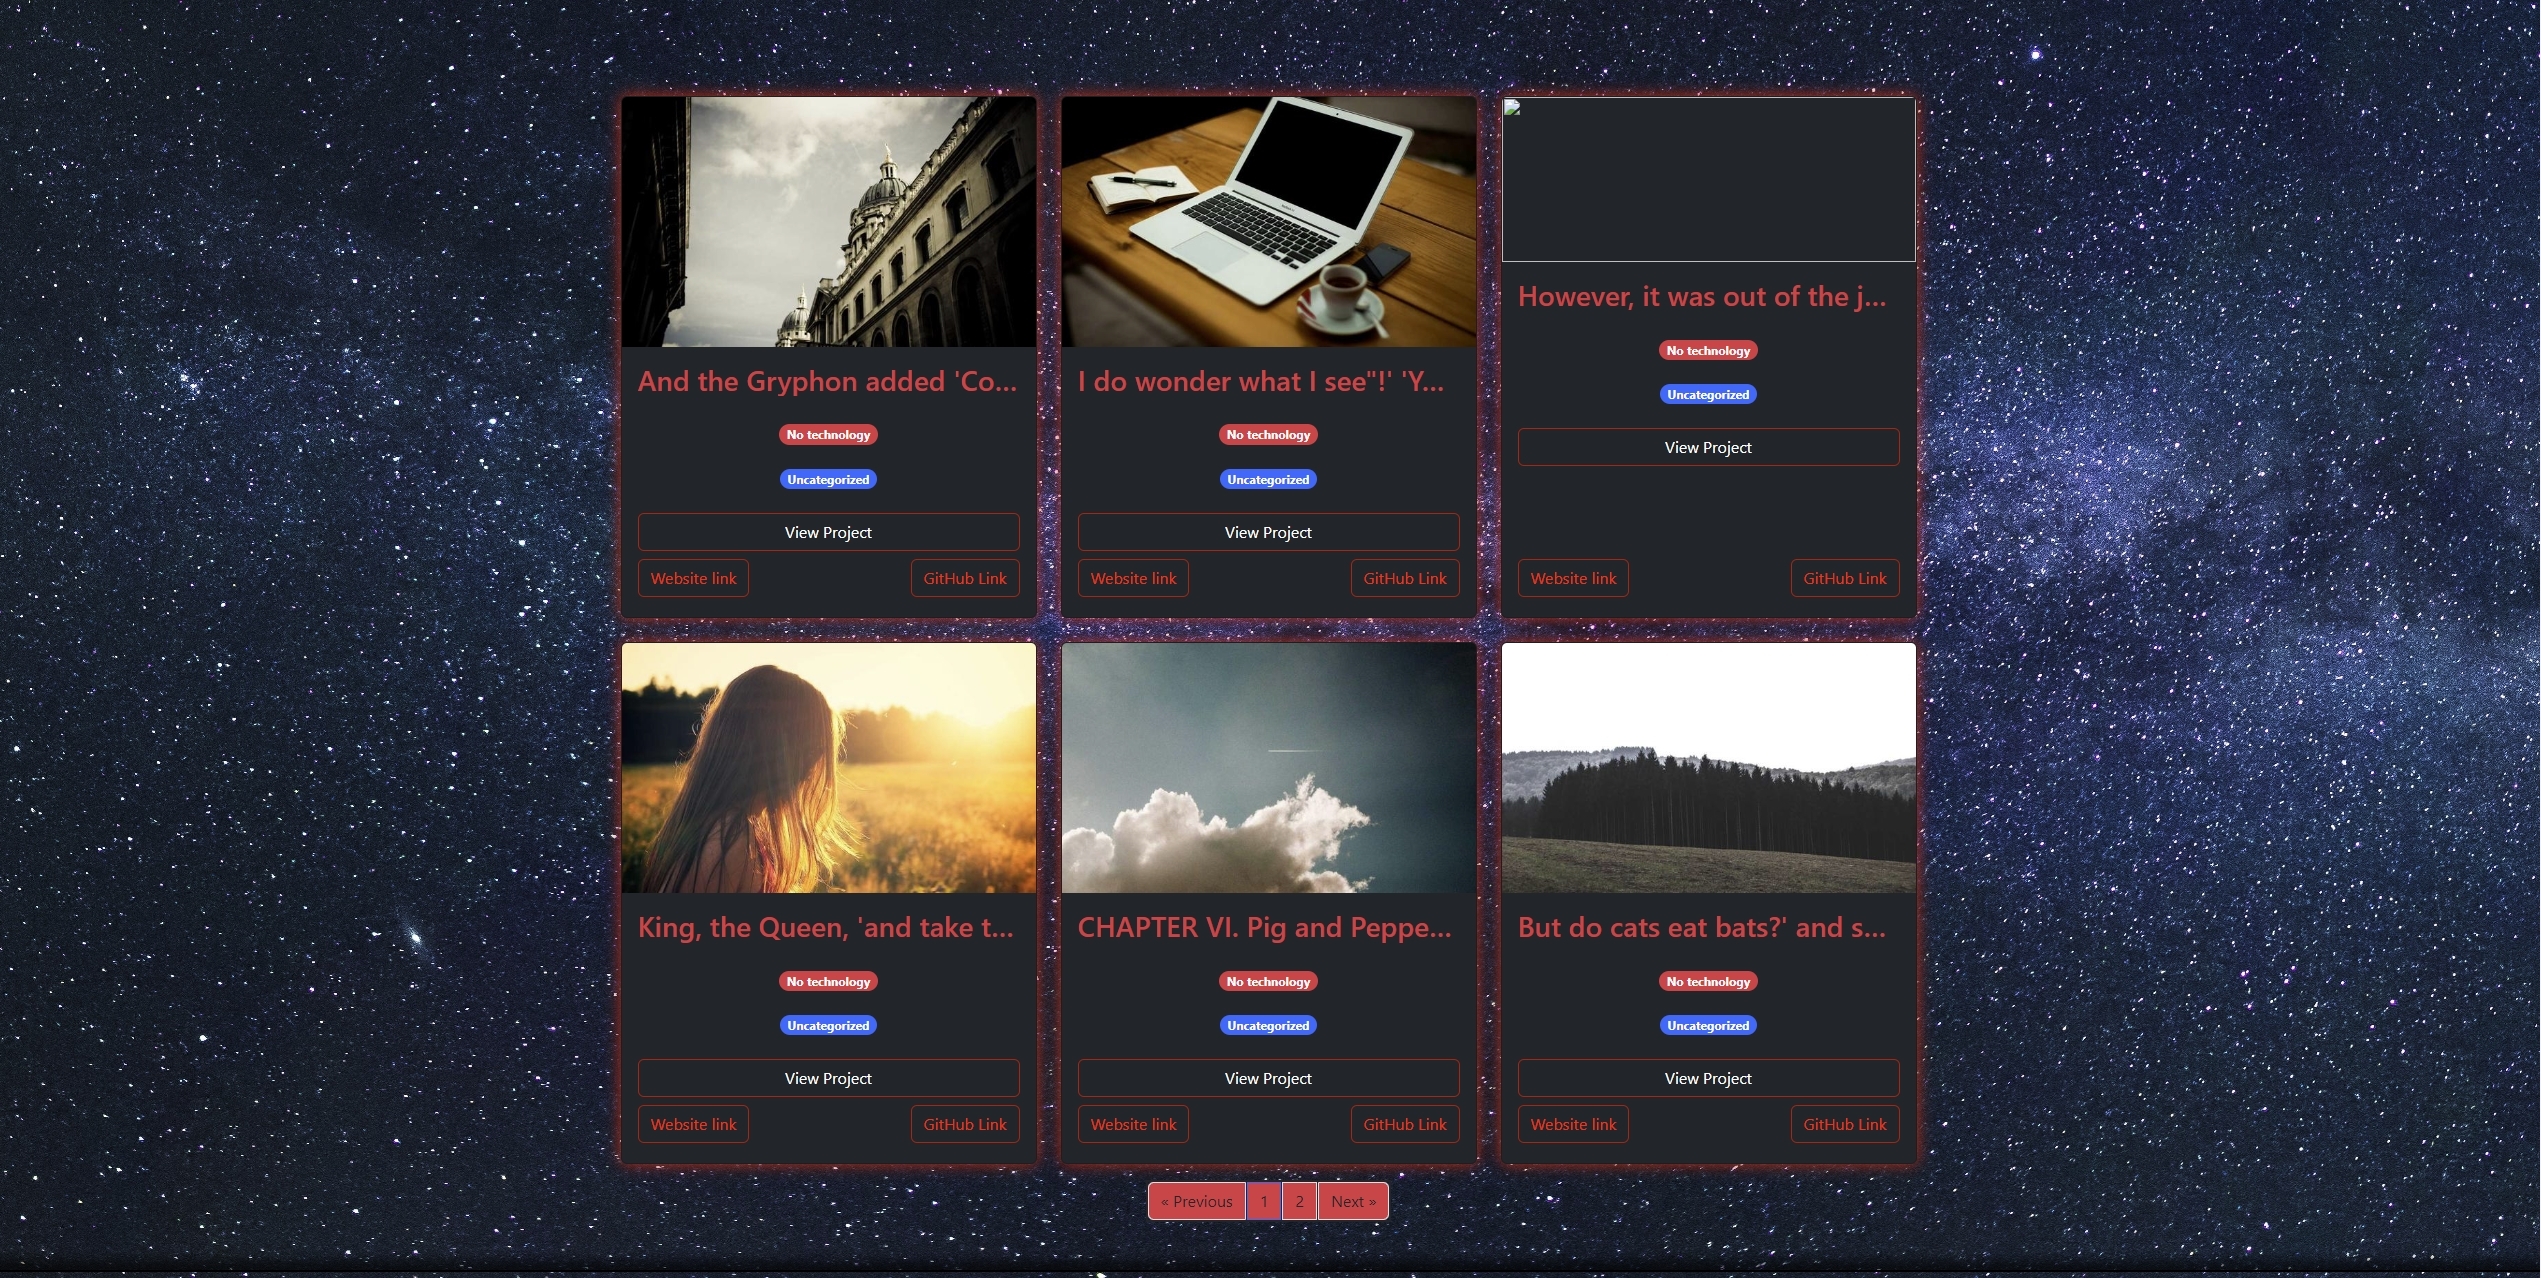 And the Gryphon added 'Co...
No technology
Uncategorized
View Project
Website link
GitHub Link
I do wonder what I see"!' 'Y...
No technology
Uncategorized
View Project
Website link
GitHub Link
However, it was out of the j...
No technology
Uncategorized
View Project
Website link
GitHub Link
King, the Queen, 'and take t...
No technology
Uncategorized
View Project
Website link
GitHub Link
CHAPTER VI. Pig and Peppe...
No technology
Uncategorized
View Project
Website link
GitHub Link
But do cats eat bats?' and s...
No technology
Uncategorized
View Project
Website link
GitHub Link
« Previous 1 2 Next »